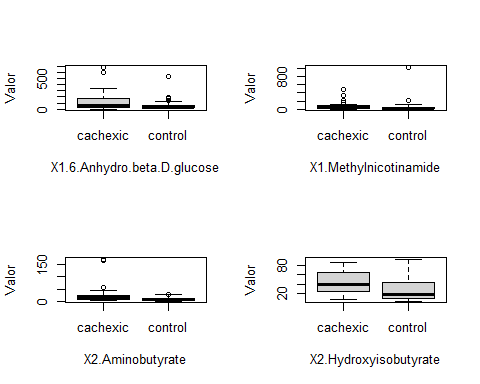 Valor
500
0
cachexic control
X1.6.Anhydro.beta.D.glucose
Valor
800
0
cachexic control
X1.Methylnicotinamide
Valor
150
0
cachexic control
X2.Aminobutyrate
Valor
80
20
cachexic control
X2.Hydroxyisobutyrate